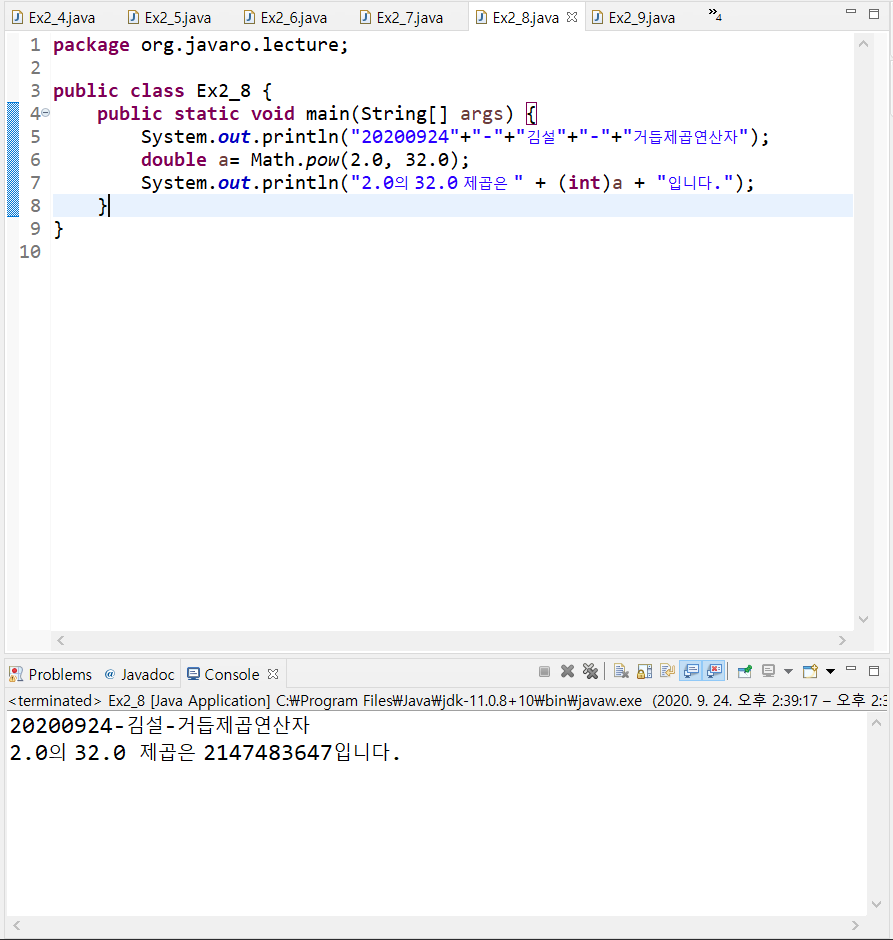 Ex2_4.java Ex2_5.java Ex2_6.java Ex2_7.java Ex2_8.java Ex2_9.java »4
1 package org.javaro.lecture;
2
3 public class Ex2_8 {
4 public static void main(String[] args) {
5 System.out.println("20200924"+"-"+"김설"+"-"+"거듭제곱연산자");
6 double a= Math.pow(2.0, 32.0);
7 System.out.println("2.0의 32.0 제곱은 " + (int)a + "입니다.");
8 }
9 }
10
Problems @ Javadoc Console
<terminated> Ex2_8 [Java Application] C:₩Program Files₩Java₩jdk-11.0.8+10₩bin₩javaw.exe (2020. 9. 24. 오후 2:39:17 – 오후 2:3
20200924-김설-거듭제곱연산자
2.0의 32.0 제곱은 2147483647입니다.